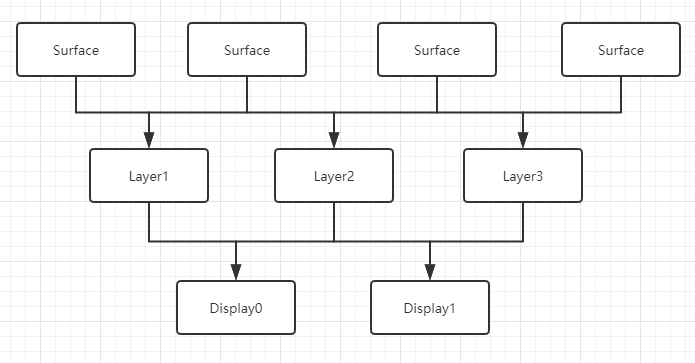 Surface
Surface
Surface
Surface
Layer1
Layer2
Layer3
Display0
Display1